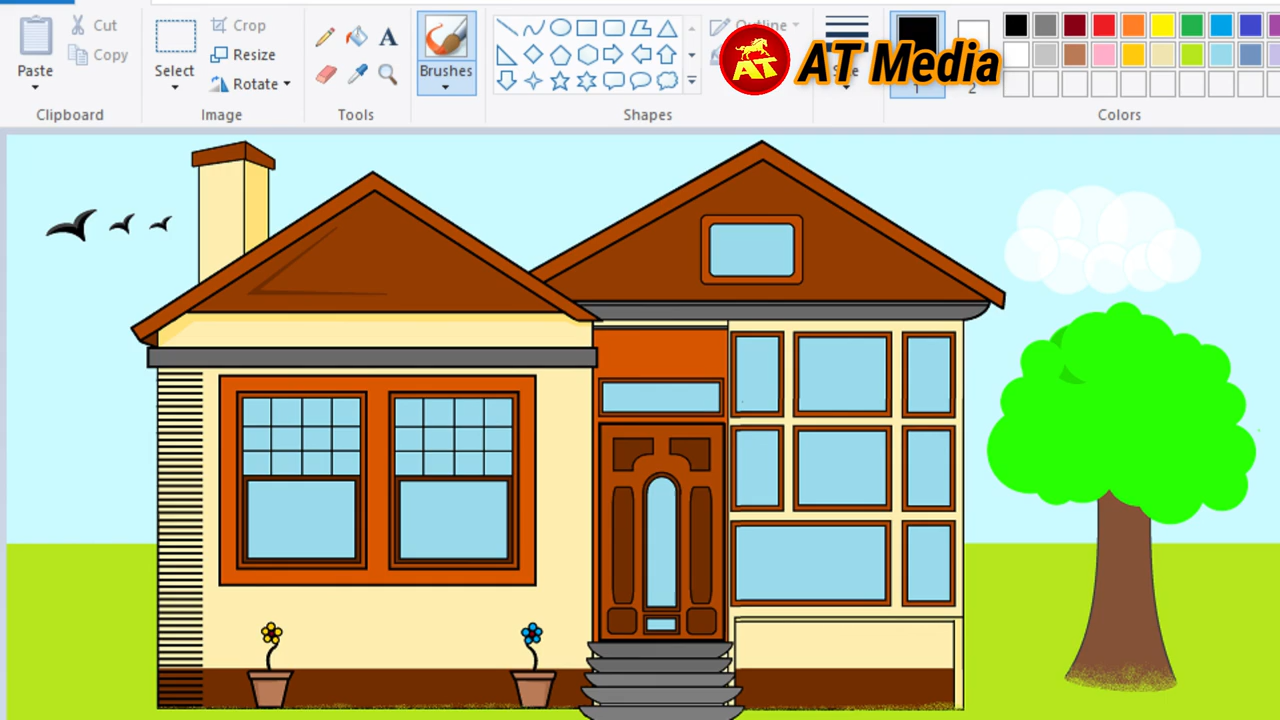 Cut
Copy
Paste
Clipboard
Select
Crop
Resize
Rotate
Image
A
Tools
Brushes
Shapes
Outline
AT
AT Media
1
2
Colors